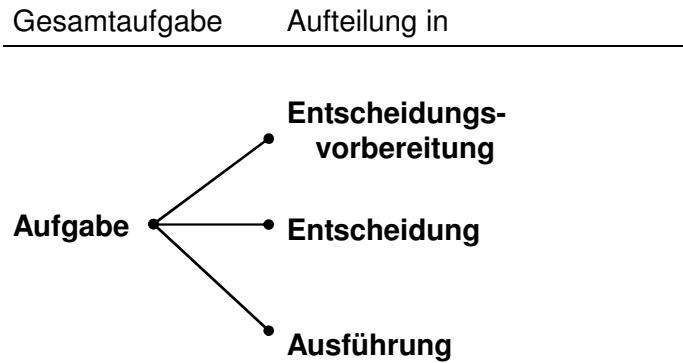 Gesamtaufgabe Aufteilung in
Entscheidungs-
vorbereitung
Aufgabe Entscheidung
Ausführung